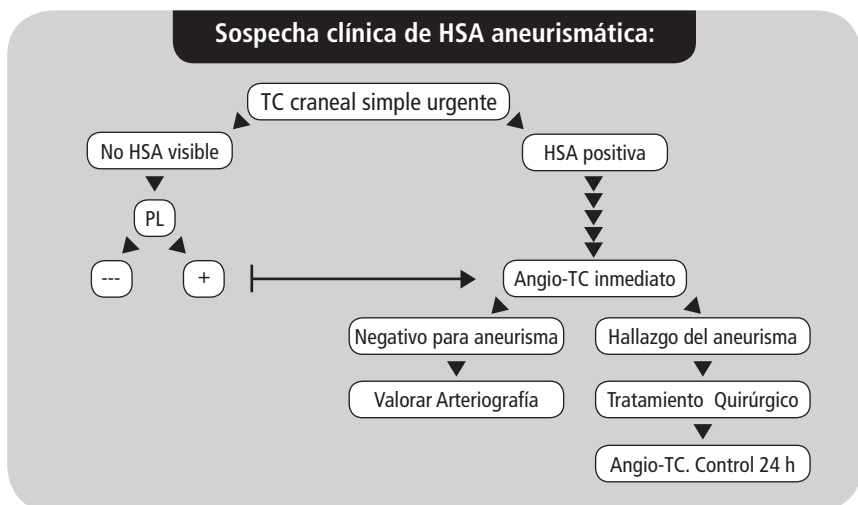 Sospecha clínica de HSA aneurismática:
TC craneal simple urgente
No HSA visible
HSA positiva
PL
---
+
Angio-TC inmediato
Negativo para aneurisma
Hallazgo del aneurisma
Valorar Arteriografía
Tratamiento Quirúrgico
Angio-TC. Control 24 h